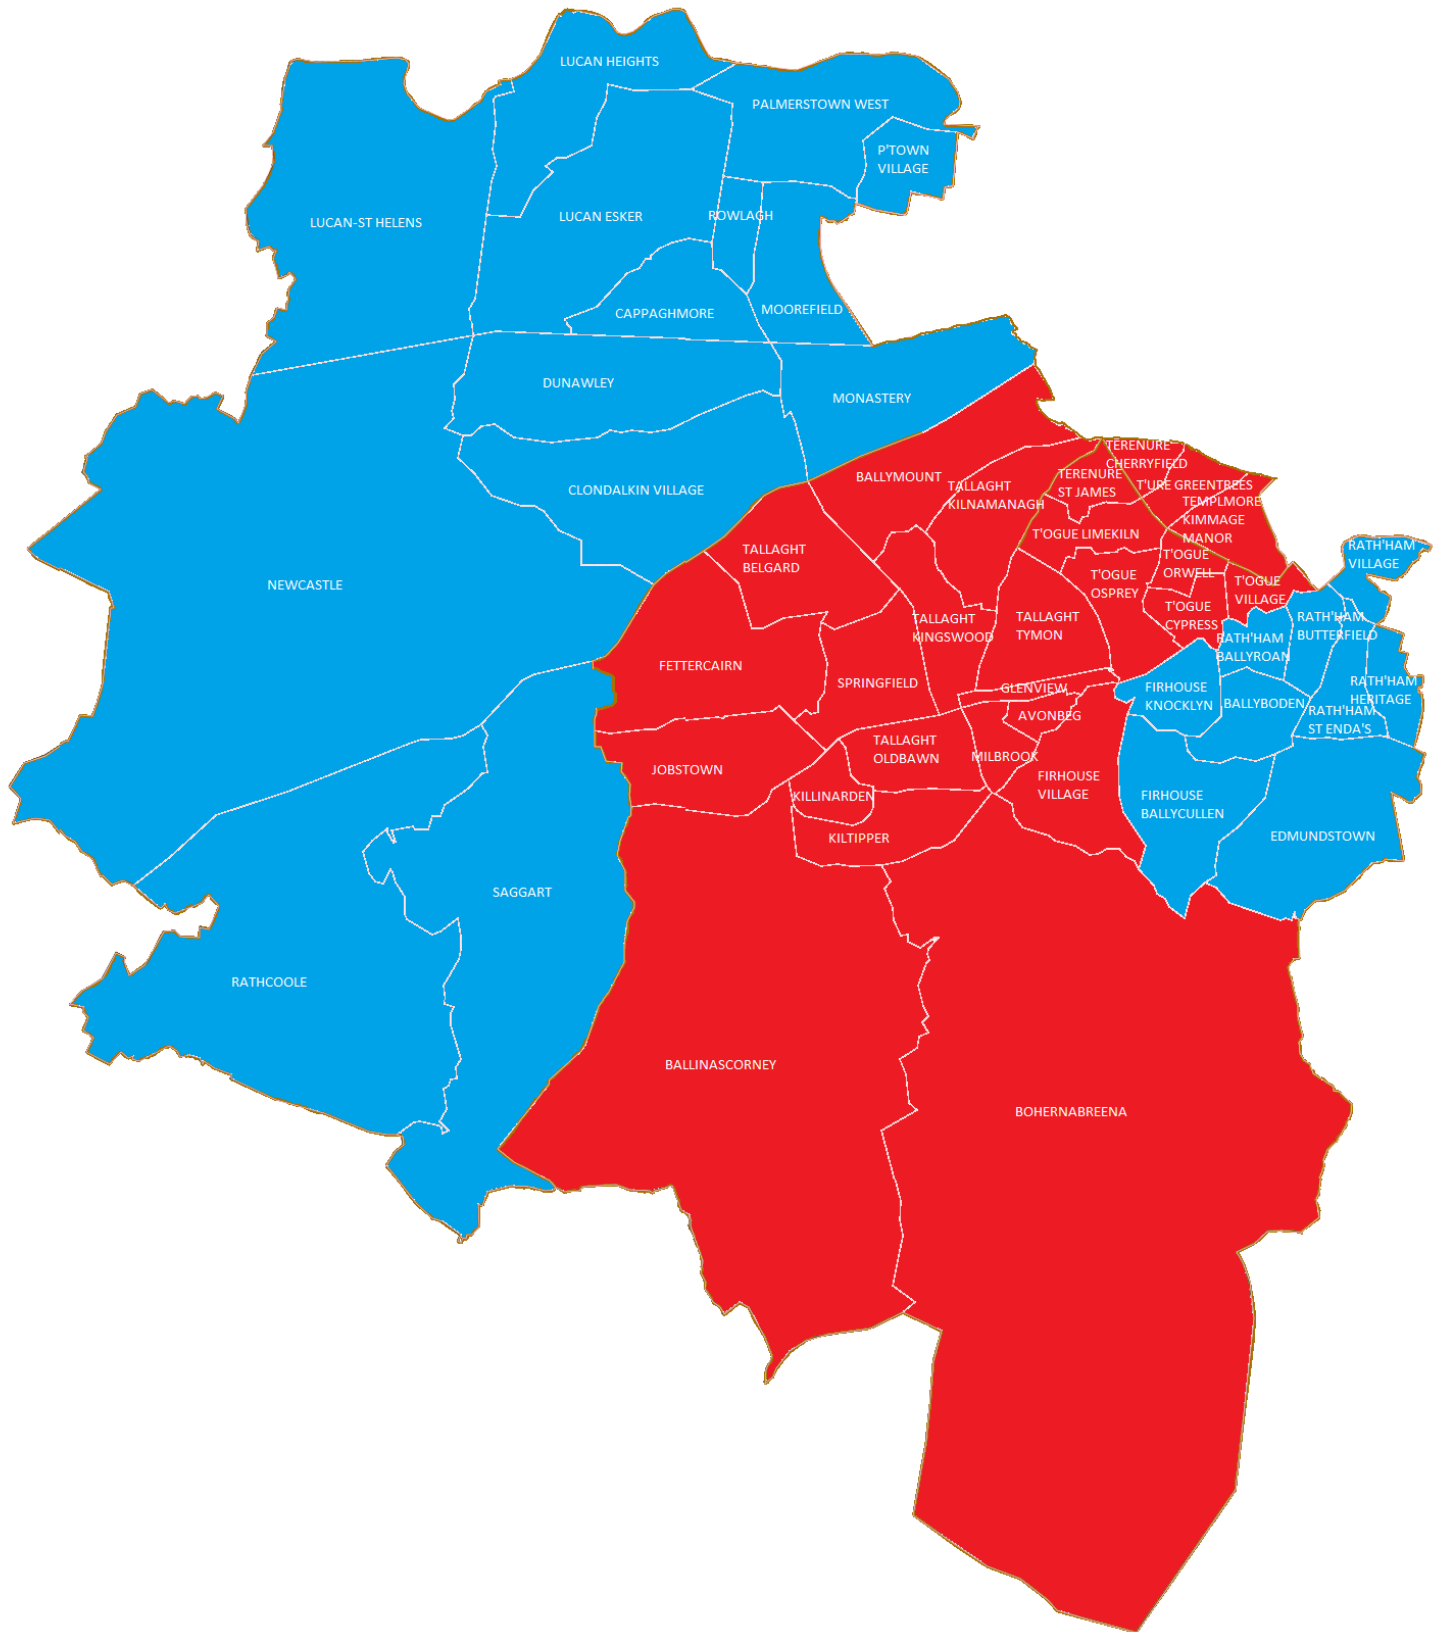 LUCAN HEIGHTS
PALMERSTOWN WEST
P'TOWN
VILLAGE
LUCAN-ST HELENS
LUCAN ESKER
ROWLAGH
CAPPAGHMORE
MOOREFIELD
DUNAWLEY
MONASTERY
CLONDALKIN VILLAGE
BALLYMOUNT
TALLAGHT
KILNAMANAGH
TERENURE
CHERRYFIELD
TERENURE
ST JAMES
T'URE GREENTREES
TEMPLMORE
KIMMAGE
MANOR
T'OGUE LIMEKILN
RATH'HAM
VILLAGE
TALLAGHT
BELGARD
T'OGUE
ORWELL
T'OGUE
OSPREY
T'OGUE
VILLAGE
NEWCASTLE
T'OGUE
CYPRESS
TALLAGHT
KINGSWOOD
TALLAGHT
TYMON
RATH'HAM
BUTTERFIELD
RATH'HAM
BALLYROAN
FETTERCAIRN
SPRINGFIELD
GLENVIEW
FIRHOUSE
KNOCKLYN
RATH'HAM
HERITAGE
BALLYBODEN
RATH'HAM
ST ENDA'S
AVONBEG
TALLAGHT
OLDBAWN
MILBROOK
JOBSTOWN
FIRHOUSE
VILLAGE
KILLINARDEN
FIRHOUSE
BALLYCULLEN
KILTIPPER
EDMUNDSTOWN
SAGGART
RATHCOOLE
BALLINASCORNEY
BOHERNABREENA